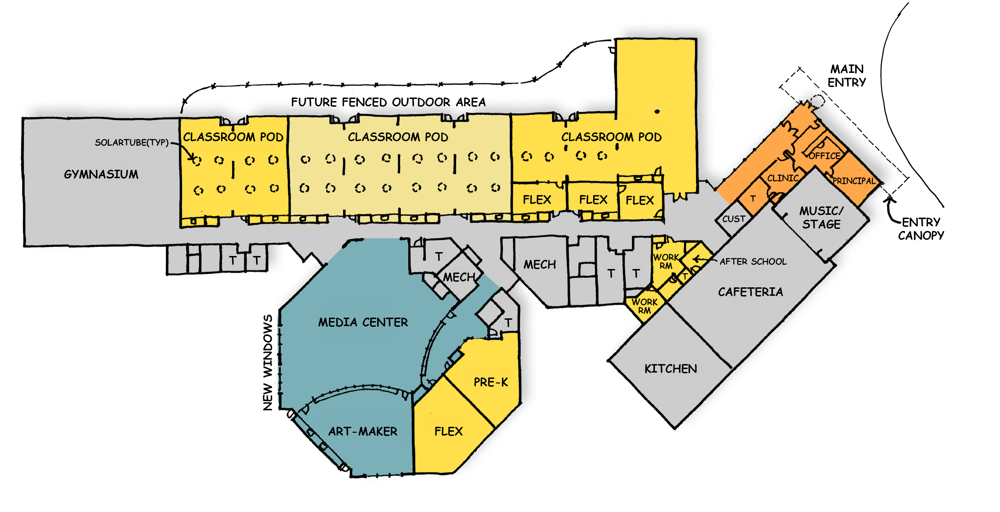 MAIN
ENTRY
FUTURE FENCED OUTDOOR AREA
CLASSROOM POD
CLASSROOM POD
CLASSROOM POD
SOLARTUBE(TYP)
OFFICE
GYMNASIUM
CLINIC
PRINCIPAL
FLEX
FLEX
FLEX
T
MUSIC/
STAGE
CUST
ENTRY
CANOPY
T
T
T
MECH
MECH
T
T
WORK
RM
AFTER SCHOOL
T
CAFETERIA
WORK
RM
MEDIA CENTER
T
NEW WINDOWS
KITCHEN
PRE-K
ART-MAKER
FLEX